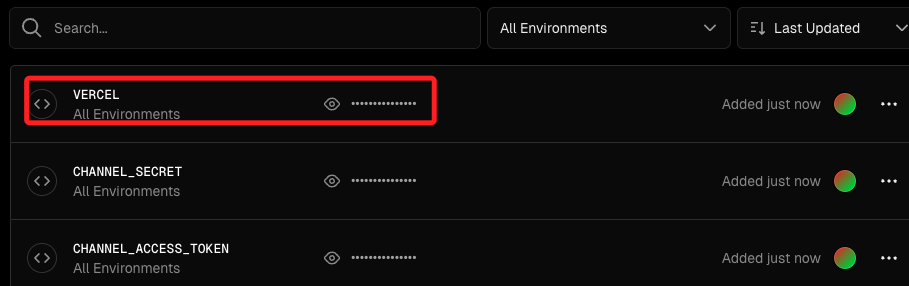 Search...
All Environments
Last Updated
VERCEL
All Environments
••••••••••••••
Added just now
CHANNEL_SECRET
All Environments
••••••••••••••
Added just now
CHANNEL_ACCESS_TOKEN
All Environments
••••••••••••••
Added just now